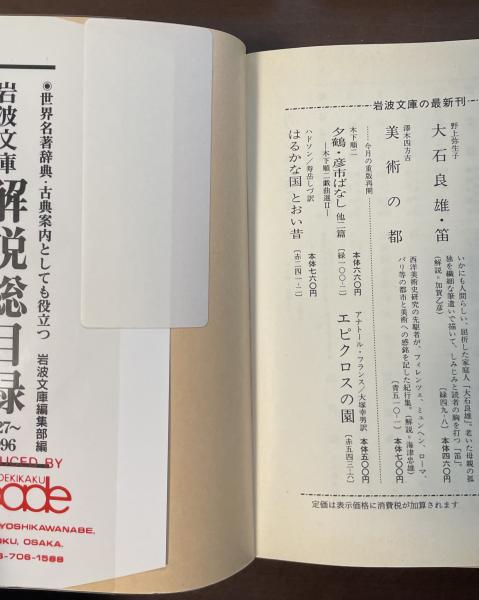 岩波文庫の最新刊
野上弥生子
大石良雄・笛
いかにも人間らしい、屈折した家庭人「大石良雄」。老いた母親の孤
独を繊細な筆遣いで描いて、しみじみと読者の胸を打つ「笛」。
(解説=加賀乙彦)
〔緑四九-八〕
本体四六〇円
澤木四方吉
美術の都
西洋美術史研究の先駆者が、フィレンツェ、ミュンヘン、ローマ、
パリ等の都市と美術への感銘を記した紀行集。(解説=海津忠雄)
〔青五一〇-一〕
本体五六〇円
今月の重版再開
木下順二
夕鶴・彦市ばなし 他二篇
―木下順二戯曲選Ⅱ―
〔緑一〇〇-二〕
本体六六〇円
ハドソン/寿岳しづ訳
はるかな国 とおい昔
〔赤二四一-二〕
本体七六〇円
アナトール・フランス/大塚幸男訳
エピクロスの園
〔赤五四三-六〕
本体五〇〇円
定価は表示価格に消費税が加算されます
◉世界名著辞典・古典案内としても役立つ
岩波文庫
解説総目録
27〜
96
岩波文庫編集部編
DUCED BY
DEKIKAKU
ade
YOSHIKAWANABE,
KU, OSAKA.
6-706-1588